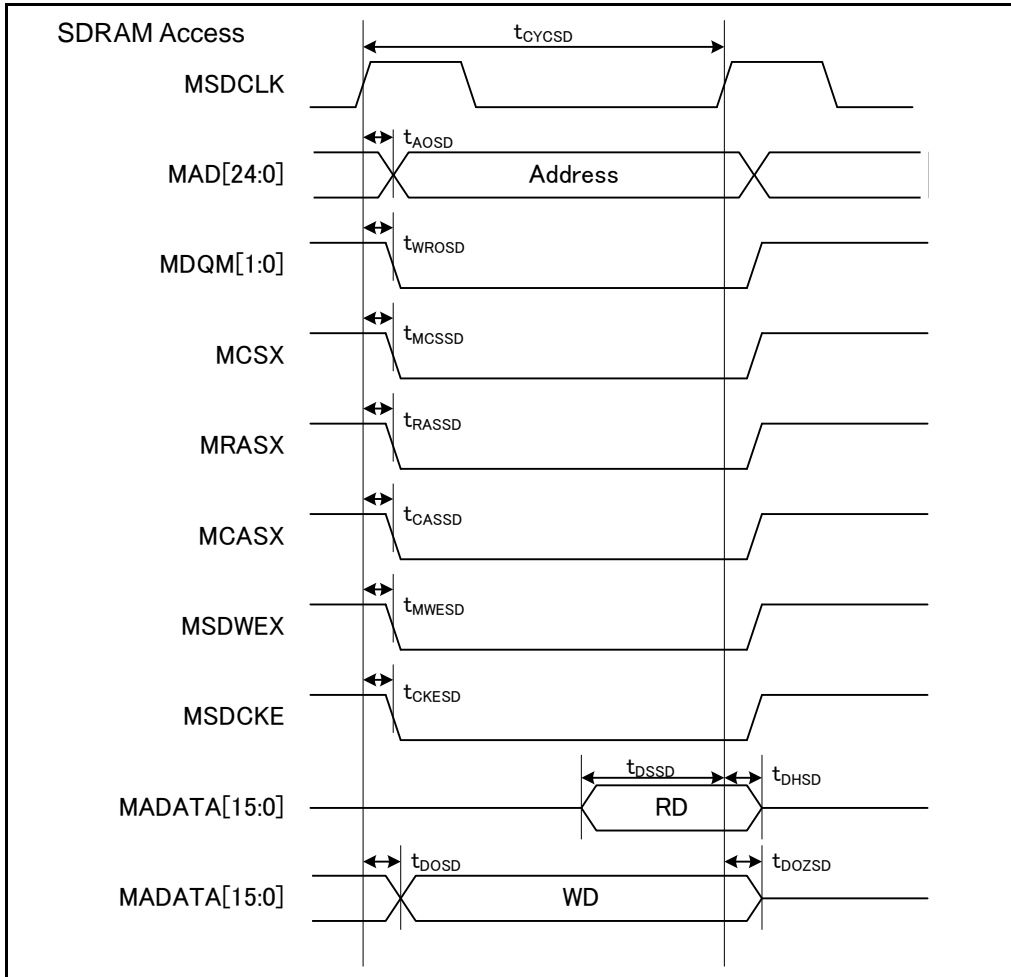 SDRAM Access
tCYCSD
MSDCLK
tAOSD
MAD[24:0]
Address
tWROSD
MDQM[1:0]
tMCSSD
MCSX
tRASSD
MRASX
tCASSD
MCASX
tMWESD
MSDWEX
tCKESD
MSDCKE
tDSSD
tDHSD
MADATA[15:0]
RD
tDOSD
tDOZSD
MADATA[15:0]
WD